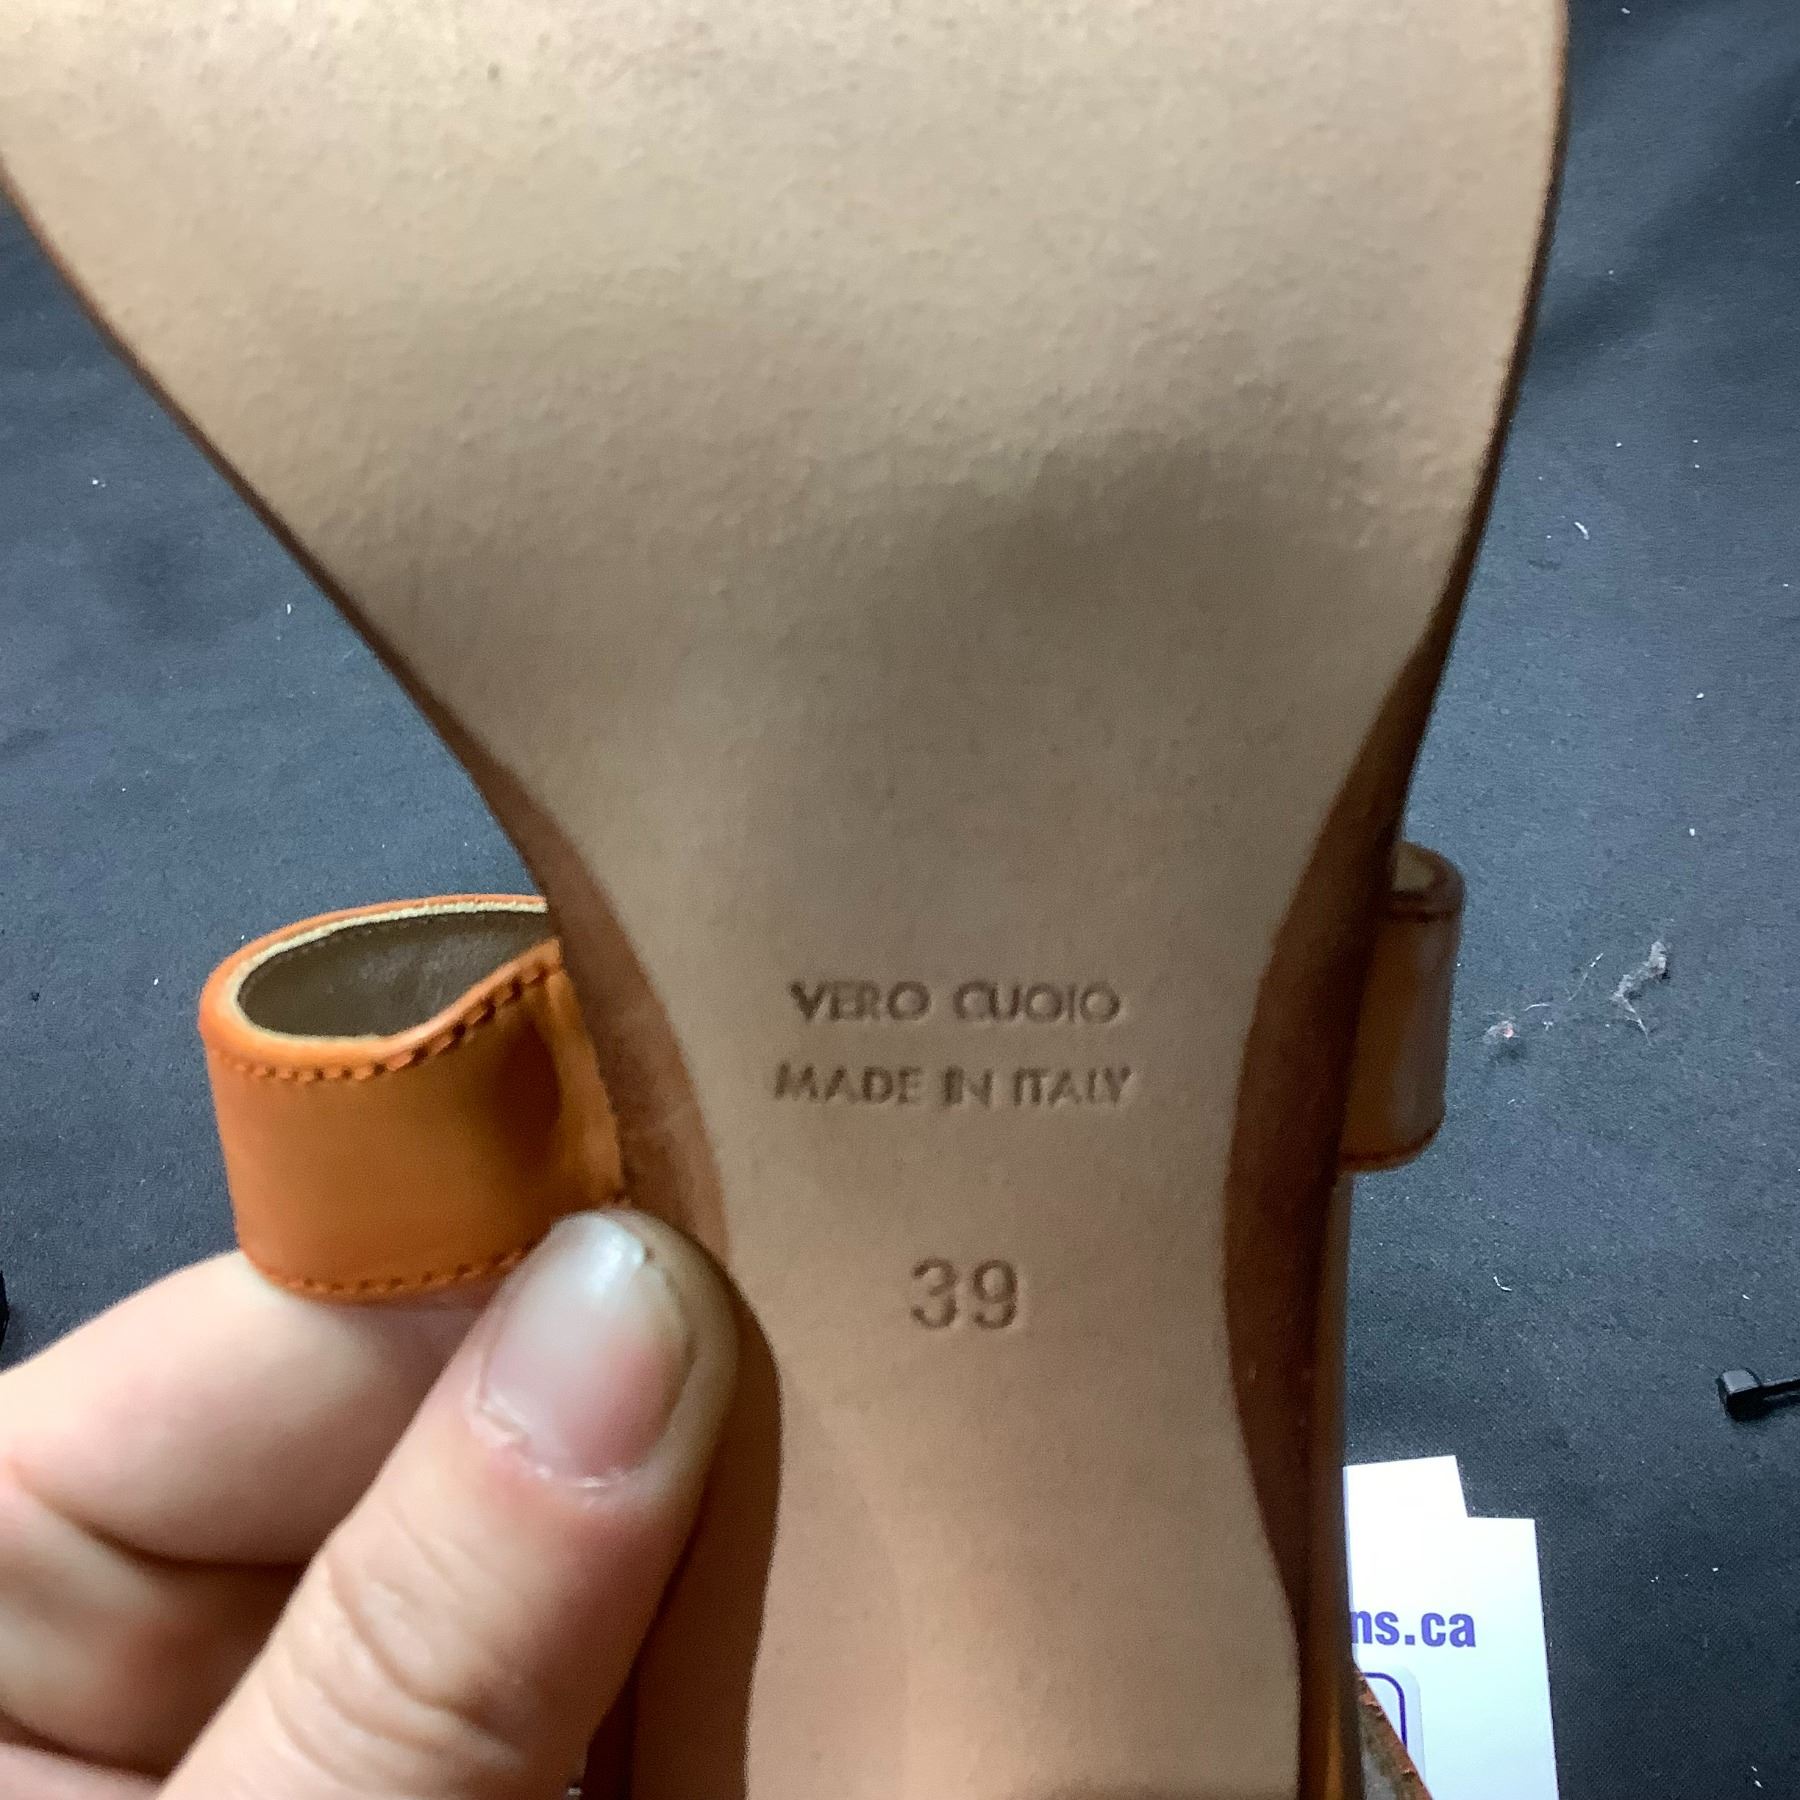 VERO CUOIO
MADE IN ITALY
39
ns.ca